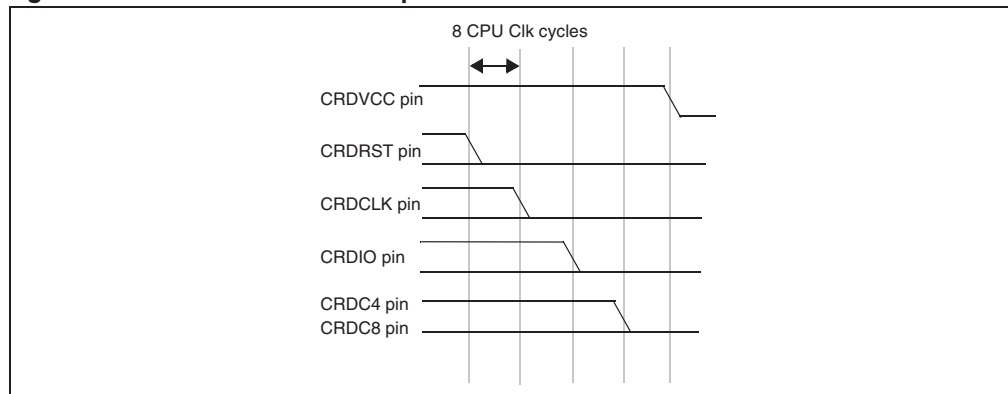 8 CPU Clk cycles
CRDVCC pin
CRDRST pin
CRDCLK pin
CRDIO pin
CRDC4 pin
CRDC8 pin